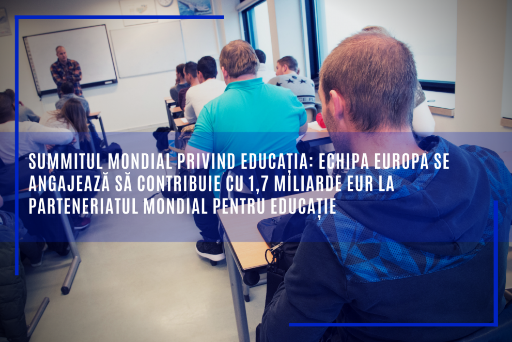 SUMMITUL MONDIAL PRIVIND EDUCAȚIA: ECHIPA EUROPA SE
ANGAJEAZĂ SĂ CONTRIBUIE CU 1,7 MILIARDE EUR LA
PARTENERIATUL MONDIAL PENTRU EDUCAȚIE